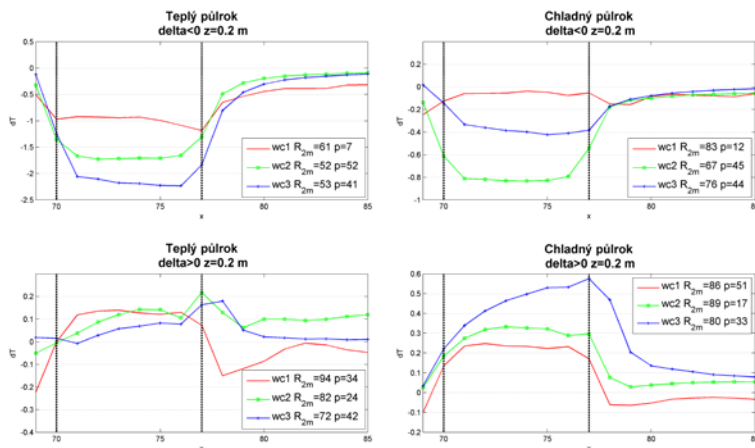 Teplý půlrok
delta<0 z=0.2 m
0
-0.5
-1
-1.5
-2
-2.5
dT
wc1 R2m=61 p=7
wc2 R2m=52 p=52
wc3 R2m=53 p=41
70
75
80
85
x
Chladný půlrok
delta<0 z=0.2 m
0.2
0
-0.2
-0.4
-0.6
-0.8
-1
dT
wc1 R2m=83 p=12
wc2 R2m=67 p=45
wc3 R2m=76 p=44
70
75
80
85
x
Teplý půlrok
delta>0 z=0.2 m
0.2
0.1
0
-0.1
-0.2
-0.3
-0.4
dT
wc1 R2m=94 p=34
wc2 R2m=82 p=24
wc3 R2m=72 p=42
70
75
80
85
Chladný půlrok
delta>0 z=0.2 m
0.6
0.5
0.4
0.3
0.2
0.1
0
-0.1
-0.2
dT
wc1 R2m=86 p=51
wc2 R2m=89 p=17
wc3 R2m=80 p=33
70
75
80